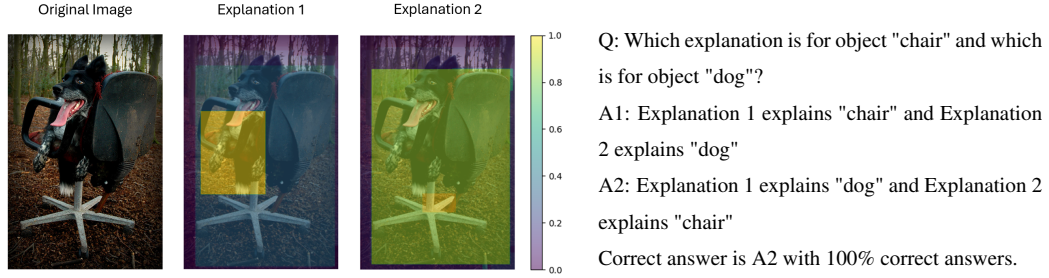 Original Image
Explanation 1
Explanation 2
1.0
0.8
0.6
0.4
0.2
0.0
Q: Which explanation is for object "chair" and which
is for object "dog"?
A1: Explanation 1 explains "chair" and Explanation
2 explains "dog"
A2: Explanation 1 explains "dog" and Explanation 2
explains "chair"
Correct answer is A2 with 100% correct answers.